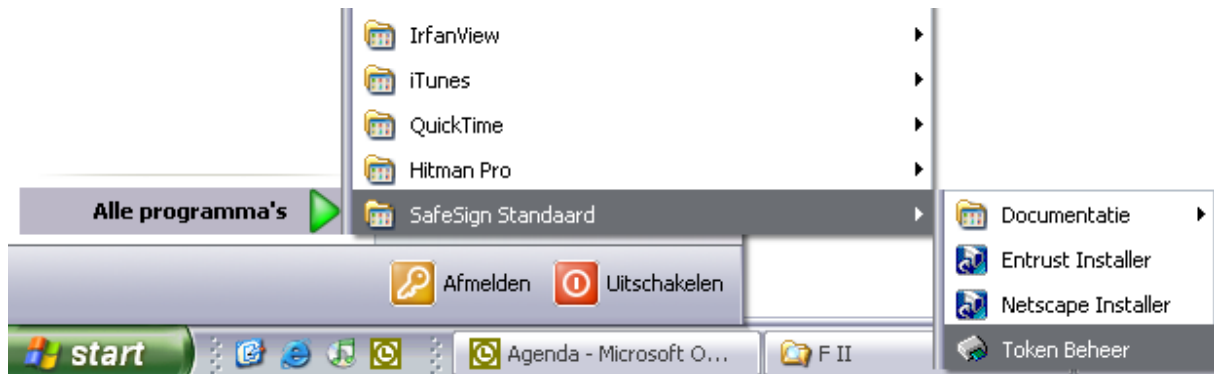 IrfanView
iTunes
QuickTime
Hitman Pro
Alle programma's
SafeSign Standaard
Documentatie
Entrust Installer
Netscape Installer
Token Beheer
Afmelden
Uitschakelen
start
Agenda - Microsoft O...
F II